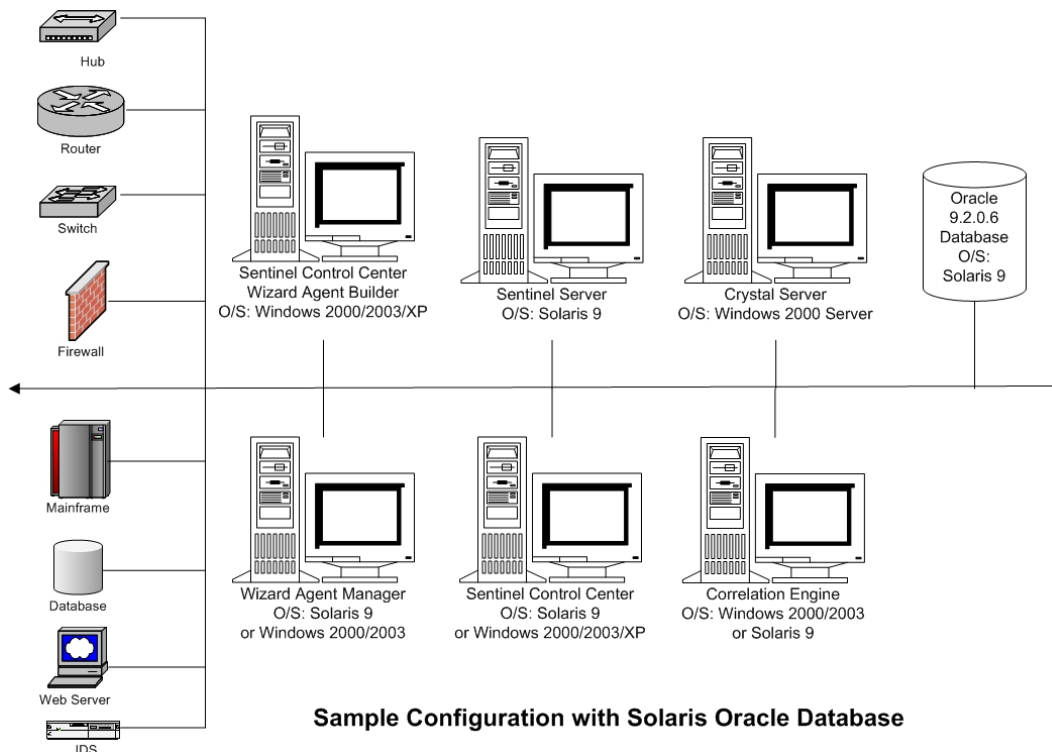 Hub
Router
Switch
Firewall
Mainframe
Database
Web Server
IDS
Sentinel Control Center
Wizard Agent Builder
O/S: Windows 2000/2003/XP
Sentinel Server
O/S: Solaris 9
Crystal Server
O/S: Windows 2000 Server
Oracle
9.2.0.6
Database
O/S:
Solaris 9
Wizard Agent Manager
O/S: Solaris 9
or Windows 2000/2003
Sentinel Control Center
O/S: Solaris 9
or Windows 2000/2003/XP
Correlation Engine
O/S: Windows 2000/2003
or Solaris 9
Sample Configuration with Solaris Oracle Database